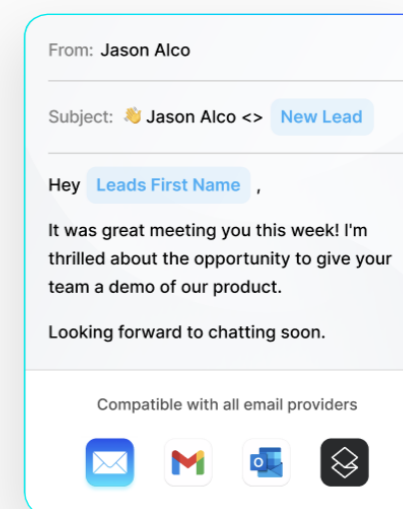 From: Jason Alco
Subject: 👋 Jason Alco <> New Lead
Hey Leads First Name ,
It was great meeting you this week! I'm
thrilled about the opportunity to give your
team a demo of our product.
Looking forward to chatting soon.
Compatible with all email providers